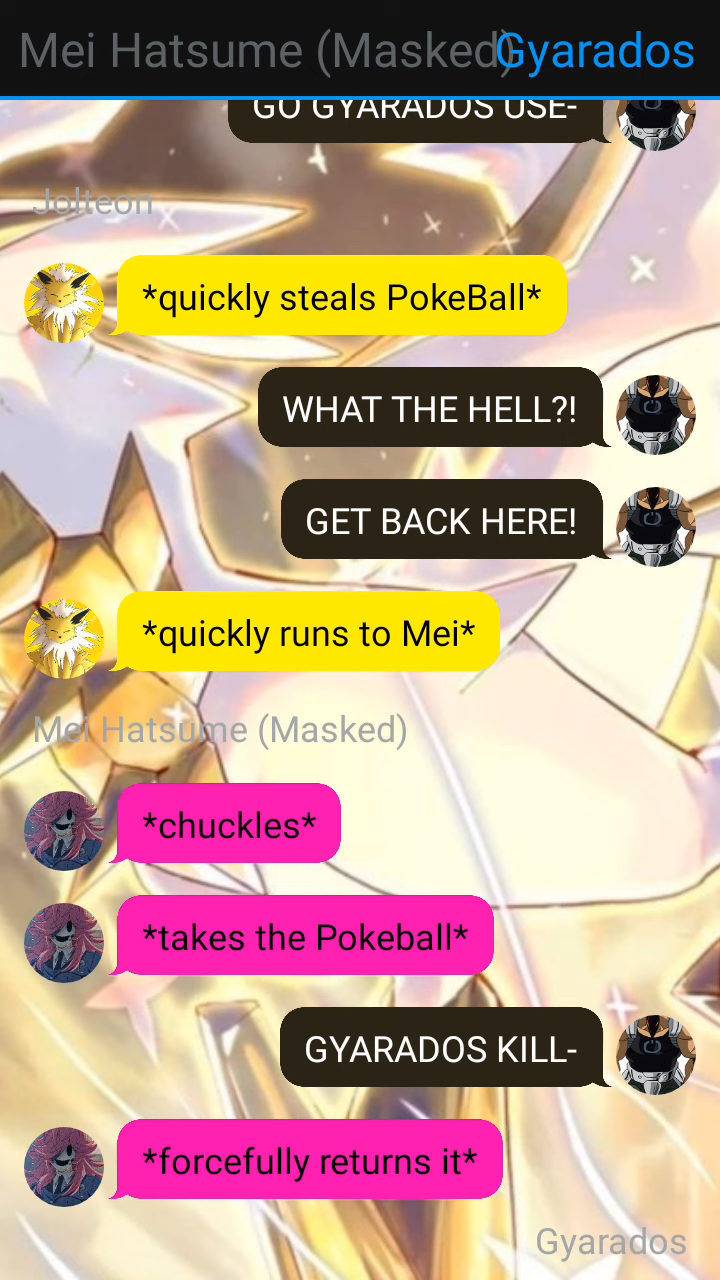 Mei Hatsume (Masked)
Gyarados
GO GYARADOS USE-
Jolteon
*quickly steals PokeBall*
WHAT THE HELL?!
GET BACK HERE!
*quickly runs to Mei*
Mei Hatsume (Masked)
*chuckles*
*takes the Pokeball*
GYARADOS KILL-
*forcefully returns it*
Gyarados